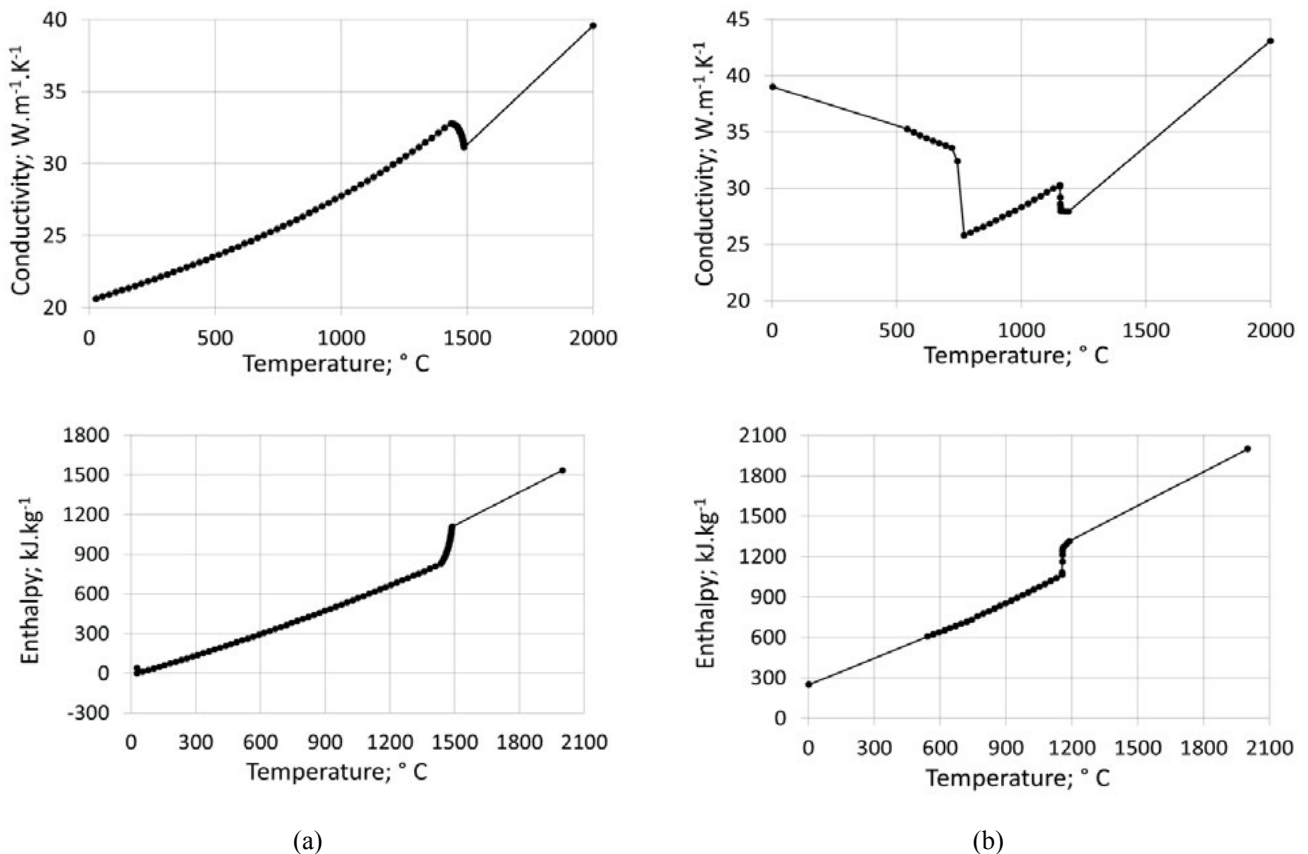 40
35
30
25
20
Conductivity; W.m⁻¹.K⁻¹
0 500 1000 1500 2000
Temperature; ° C
45
40
35
30
25
20
Conductivity; W.m⁻¹.K⁻¹
0 500 1000 1500 2000
Temperature; ° C
1800
1500
1200
900
600
300
0
-300
Enthalpy; kJ.kg⁻¹
0 300 600 900 1200 1500 1800 2100
Temperature; ° C
2100
1800
1500
1200
900
600
300
0
Enthalpy; kJ.kg⁻¹
0 300 600 900 1200 1500 1800 2100
Temperature; ° C
(a)
(b)